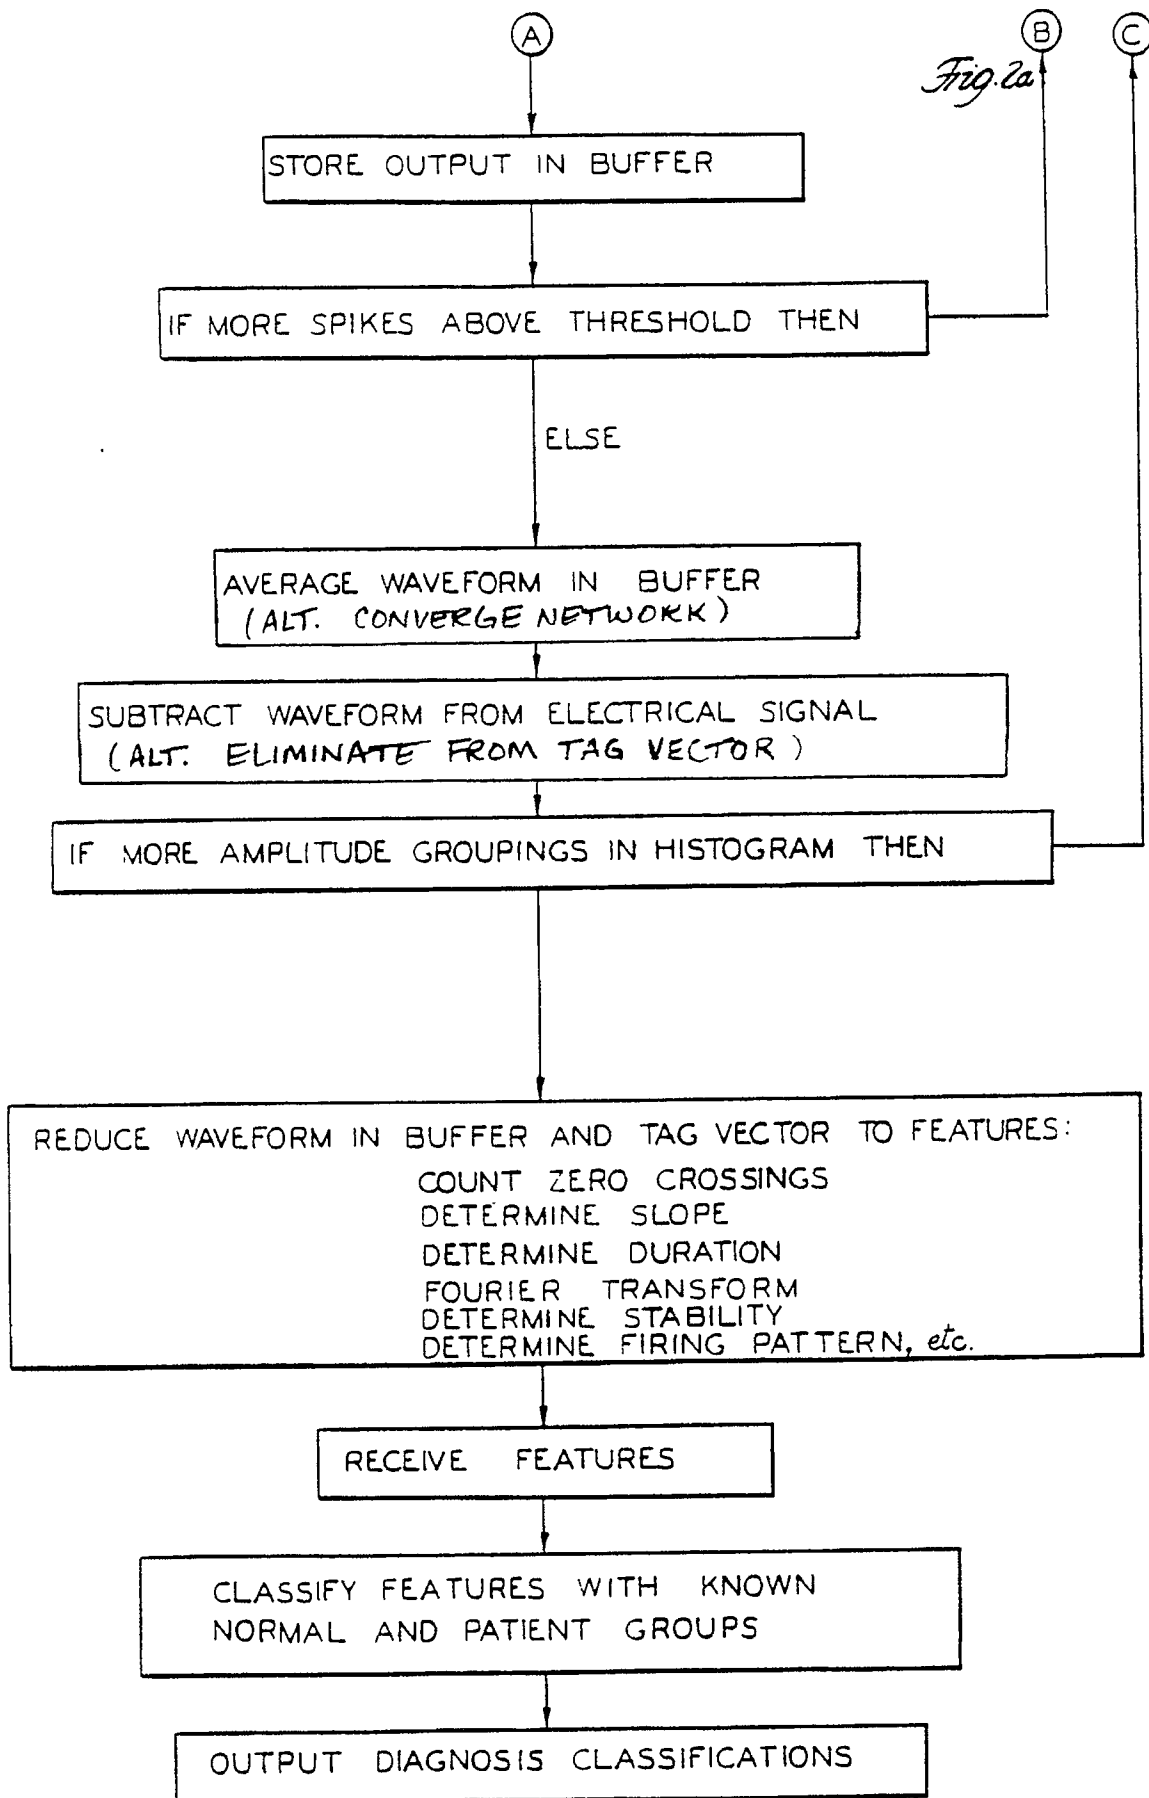 A
B
C
Fig. 2a
STORE OUTPUT IN BUFFER
IF MORE SPIKES ABOVE THRESHOLD THEN
ELSE
AVERAGE WAVEFORM IN BUFFER
(ALT. CONVERGE NETWORK)
SUBTRACT WAVEFORM FROM ELECTRICAL SIGNAL
(ALT. ELIMINATE FROM TAG VECTOR)
IF MORE AMPLITUDE GROUPINGS IN HISTOGRAM THEN
REDUCE WAVEFORM IN BUFFER AND TAG VECTOR TO FEATURES:
COUNT ZERO CROSSINGS
DETERMINE SLOPE
DETERMINE DURATION
FOURIER TRANSFORM
DETERMINE STABILITY
DETERMINE FIRING PATTERN, etc.
RECEIVE FEATURES
CLASSIFY FEATURES WITH KNOWN
NORMAL AND PATIENT GROUPS
OUTPUT DIAGNOSIS CLASSIFICATIONS